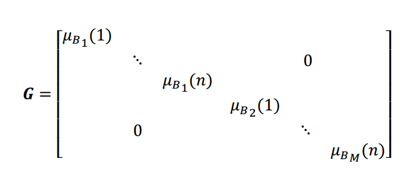 μ_{B_1}(1)
⋱ 0
μ_{B_1}(n)
G = μ_{B_2}(1)
0 ⋱
μ_{B_M}(n)